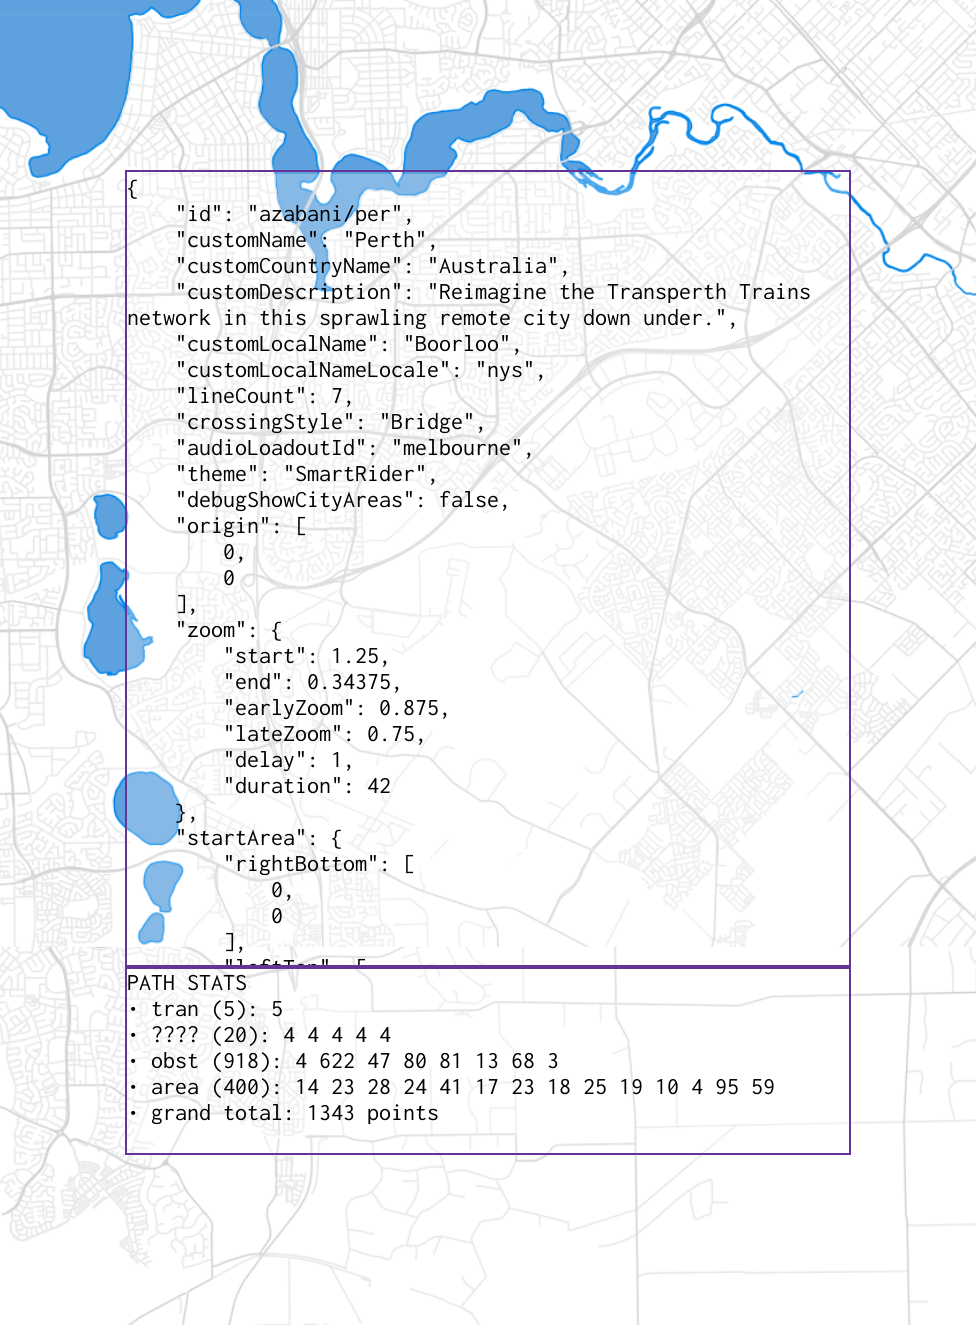 {
    "id": "azabani/per",
    "customName": "Perth",
    "customCountryName": "Australia",
    "customDescription": "Reimagine the Transperth Trains
network in this sprawling remote city down under.",
    "customLocalName": "Boorloo",
    "customLocalNameLocale": "nys",
    "lineCount": 7,
    "crossingStyle": "Bridge",
    "audioLoadoutId": "melbourne",
    "theme": "SmartRider",
    "debugShowCityAreas": false,
    "origin": [
        0,
        0
    ],
    "zoom": {
        "start": 1.25,
        "end": 0.34375,
        "earlyZoom": 0.875,
        "lateZoom": 0.75,
        "delay": 1,
        "duration": 42
    },
    "startArea": {
        "rightBottom": [
            0,
            0
        ],
        "leftTop": [
PATH STATS
• tran (5): 5
• ???? (20): 4 4 4 4 4
• obst (918): 4 622 47 80 81 13 68 3
• area (400): 14 23 28 24 41 17 23 18 25 19 10 4 95 59
• grand total: 1343 points